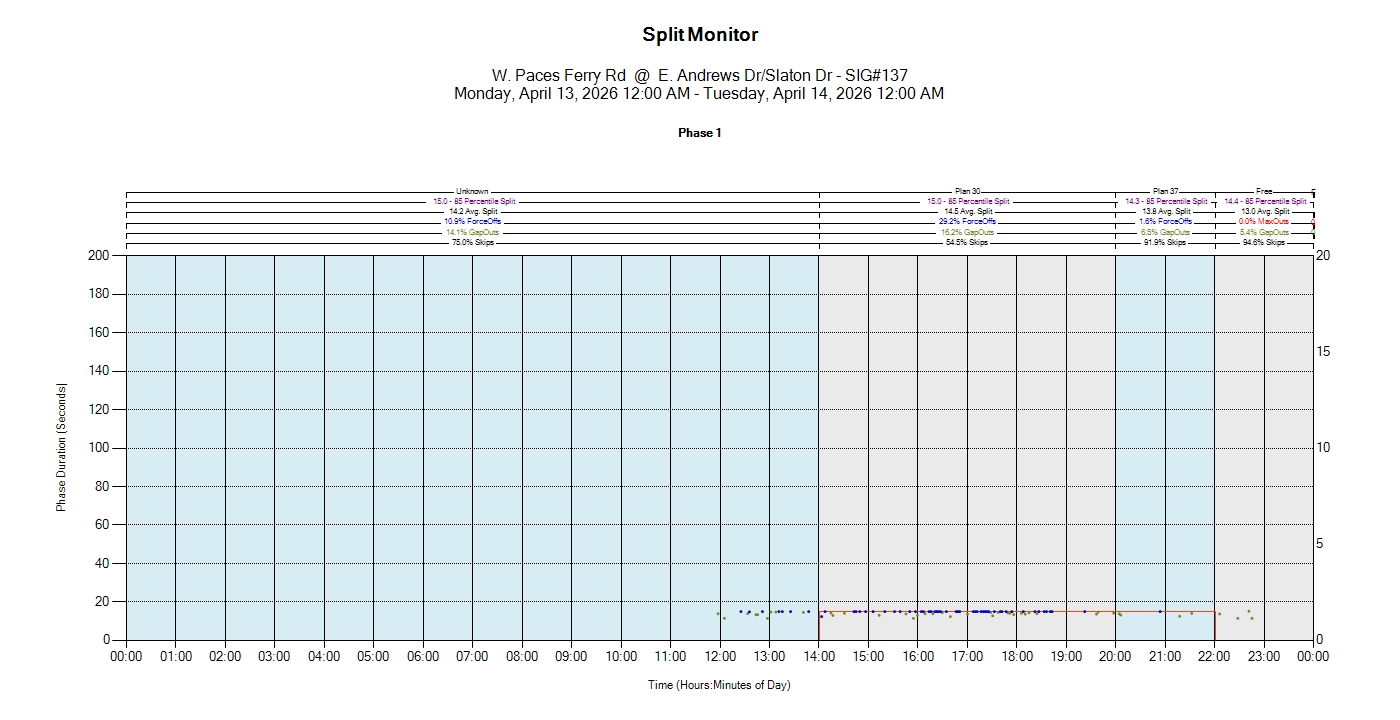 Split Monitor
W. Paces Ferry Rd @ E. Andrews Dr/Slaton Dr - SIG#137
Monday, April 13, 2026 12:00 AM - Tuesday, April 14, 2026 12:00 AM
Phase 1
Unknown Plan 30 Plan 37 Free
15.0 - 85 Percentile Split 15.0 - 85 Percentile Split 14.3 - 85 Percentile Split 14.4 - 85 Percentile Split
14.2 Avg. Split 14.5 Avg. Split 13.8 Avg. Split 13.0 Avg. Split
10.9% ForceOffs 29.2% ForceOffs 1.6% ForceOffs 0.0% MaxOuts
14.1% GapOuts 16.2% GapOuts 6.5% GapOuts 5.4% GapOuts
75.0% Skips 54.5% Skips 91.9% Skips 94.6% Skips
200 20
180
160
15
140
120
100 10
80
60
5
40
20
0 0
Phase Duration (Seconds)
00:00 01:00 02:00 03:00 04:00 05:00 06:00 07:00 08:00 09:00 10:00 11:00 12:00 13:00 14:00 15:00 16:00 17:00 18:00 19:00 20:00 21:00 22:00 23:00 00:00
Time (Hours:Minutes of Day)